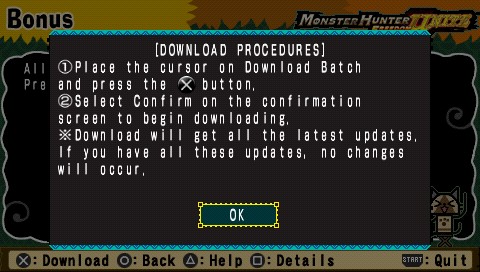 Bonus
MONSTER HUNTER
FREEDOM UNITE
All
Pre
[DOWNLOAD PROCEDURES]
①Place the cursor on Download Batch
and press the ⓧ button.
②Select Confirm on the confirmation
screen to begin downloading.
※Download will get all the latest updates.
If you have all these updates, no changes
will occur.
OK
ⓧ: Download ○: Back △: Help □: Details START: Quit